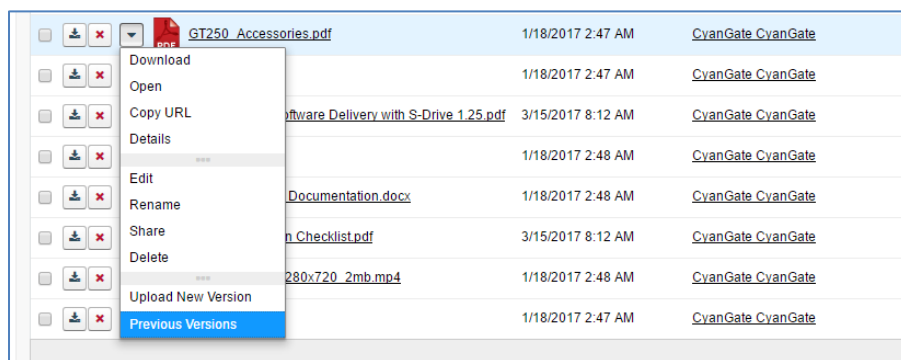 PDF GT250_Accessories.pdf 1/18/2017 2:47 AM CyanGate CyanGate
Download
1/18/2017 2:47 AM CyanGate CyanGate
Open
Copy URL
oftware Delivery with S-Drive 1.25.pdf 3/15/2017 8:12 AM CyanGate CyanGate
Details
1/18/2017 2:48 AM CyanGate CyanGate
Edit
Documentation.docx 1/18/2017 2:48 AM CyanGate CyanGate
Rename
Share
n Checklist.pdf 3/15/2017 8:12 AM CyanGate CyanGate
Delete
280x720_2mb.mp4 1/18/2017 2:48 AM CyanGate CyanGate
Upload New Version
Previous Versions
1/18/2017 2:47 AM CyanGate CyanGate